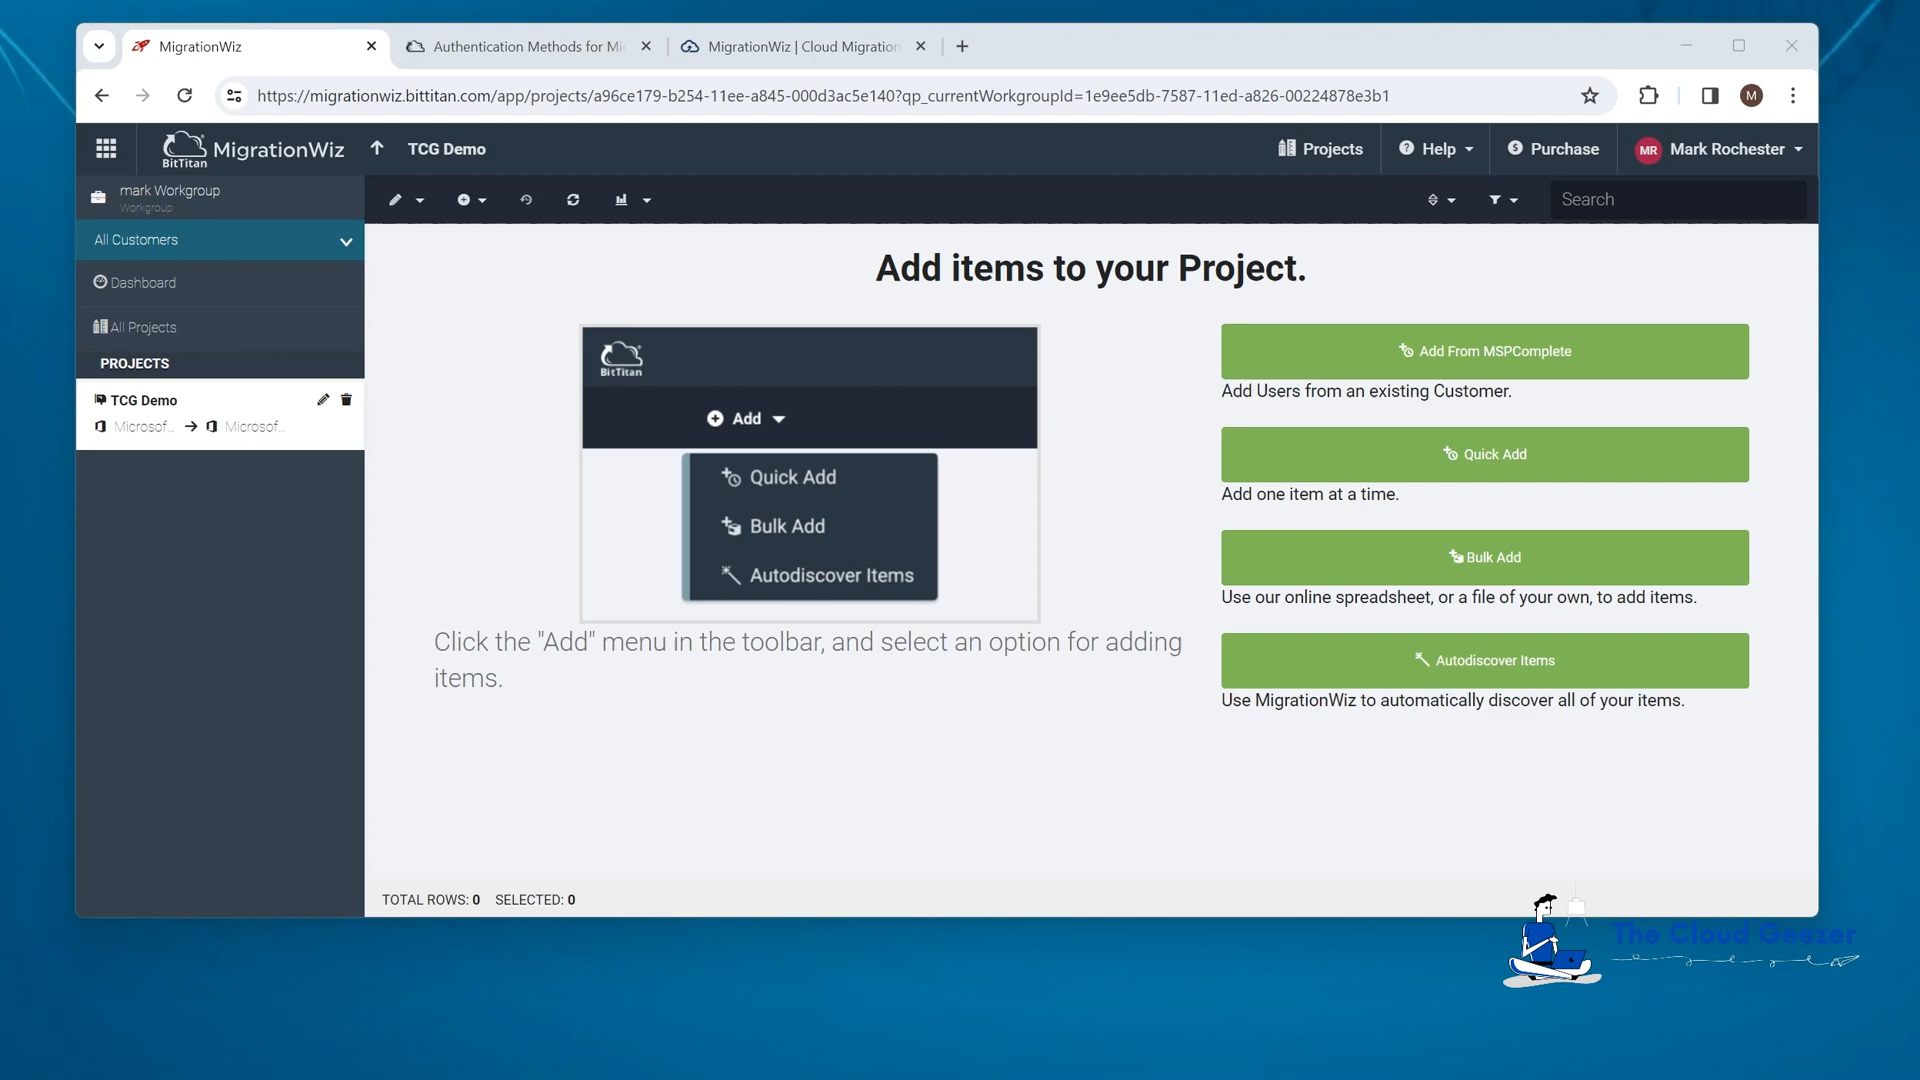 MigrationWiz
Authentication Methods for Mi
MigrationWiz | Cloud Migration
https://migrationwiz.bittitan.com/app/projects/a96ce179-b254-11ee-a845-000d3ac5e140?qp_currentWorkgroupId=1e9ee5db-7587-11ed-a826-00224878e3b1
M
BitTitan MigrationWiz
TCG Demo
Projects
Help
Purchase
MR Mark Rochester
mark Workgroup
Workgroup
Search
All Customers
Dashboard
All Projects
PROJECTS
TCG Demo
Microsof... Microsof...
Add items to your Project.
BitTitan
Add
Quick Add
Bulk Add
Autodiscover Items
Click the "Add" menu in the toolbar, and select an option for adding
items.
Add From MSPComplete
Add Users from an existing Customer.
Quick Add
Add one item at a time.
Bulk Add
Use our online spreadsheet, or a file of your own, to add items.
Autodiscover Items
Use MigrationWiz to automatically discover all of your items.
TOTAL ROWS: 0 SELECTED: 0
The Cloud Geezer